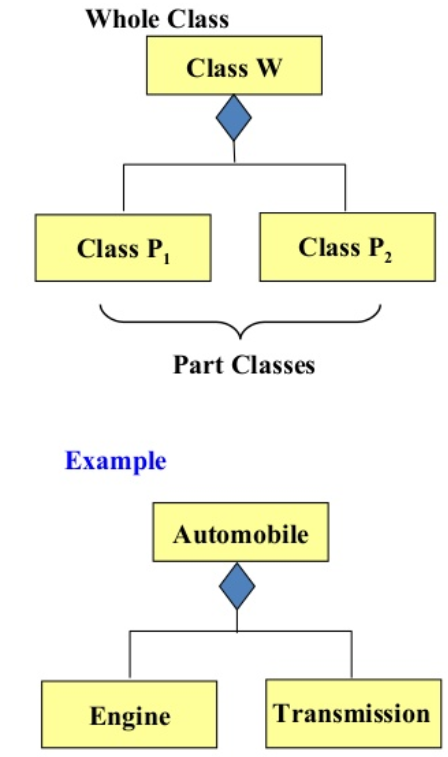 Whole Class
Class W
Class P₁
Class P₂
Part Classes
Example
Automobile
Engine
Transmission